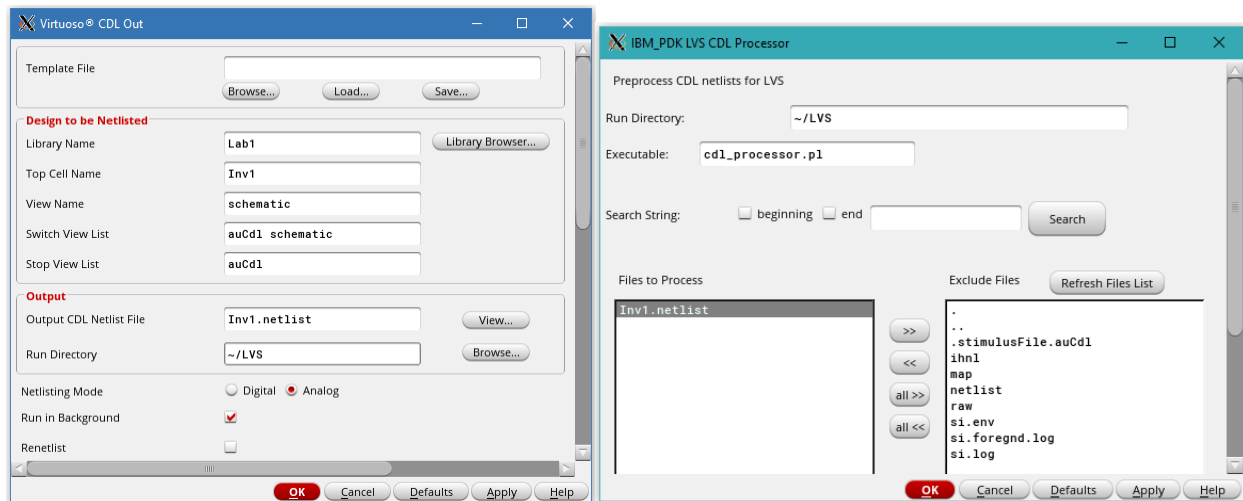 Virtuoso® CDL Out
Template File
Browse... Load... Save...
Design to be Netlisted
Library Name Lab1 Library Browser...
Top Cell Name Inv1
View Name schematic
Switch View List auCdl schematic
Stop View List auCdl
Output
Output CDL Netlist File Inv1.netlist View...
Run Directory ~/LVS Browse...
Netlisting Mode Digital Analog
Run in Background
Renetlist
OK Cancel Defaults Apply Help
IBM_PDK LVS CDL Processor
Preprocess CDL netlists for LVS
Run Directory: ~/LVS
Executable: cdl_processor.pl
Search String: beginning end Search
Files to Process Exclude Files Refresh Files List
Inv1.netlist
>>
<<
all >>
all <<
.
..
.stimulusFile.auCdl
ihnl
map
netlist
raw
si.env
si.foregnd.log
si.log
OK Cancel Defaults Apply Help